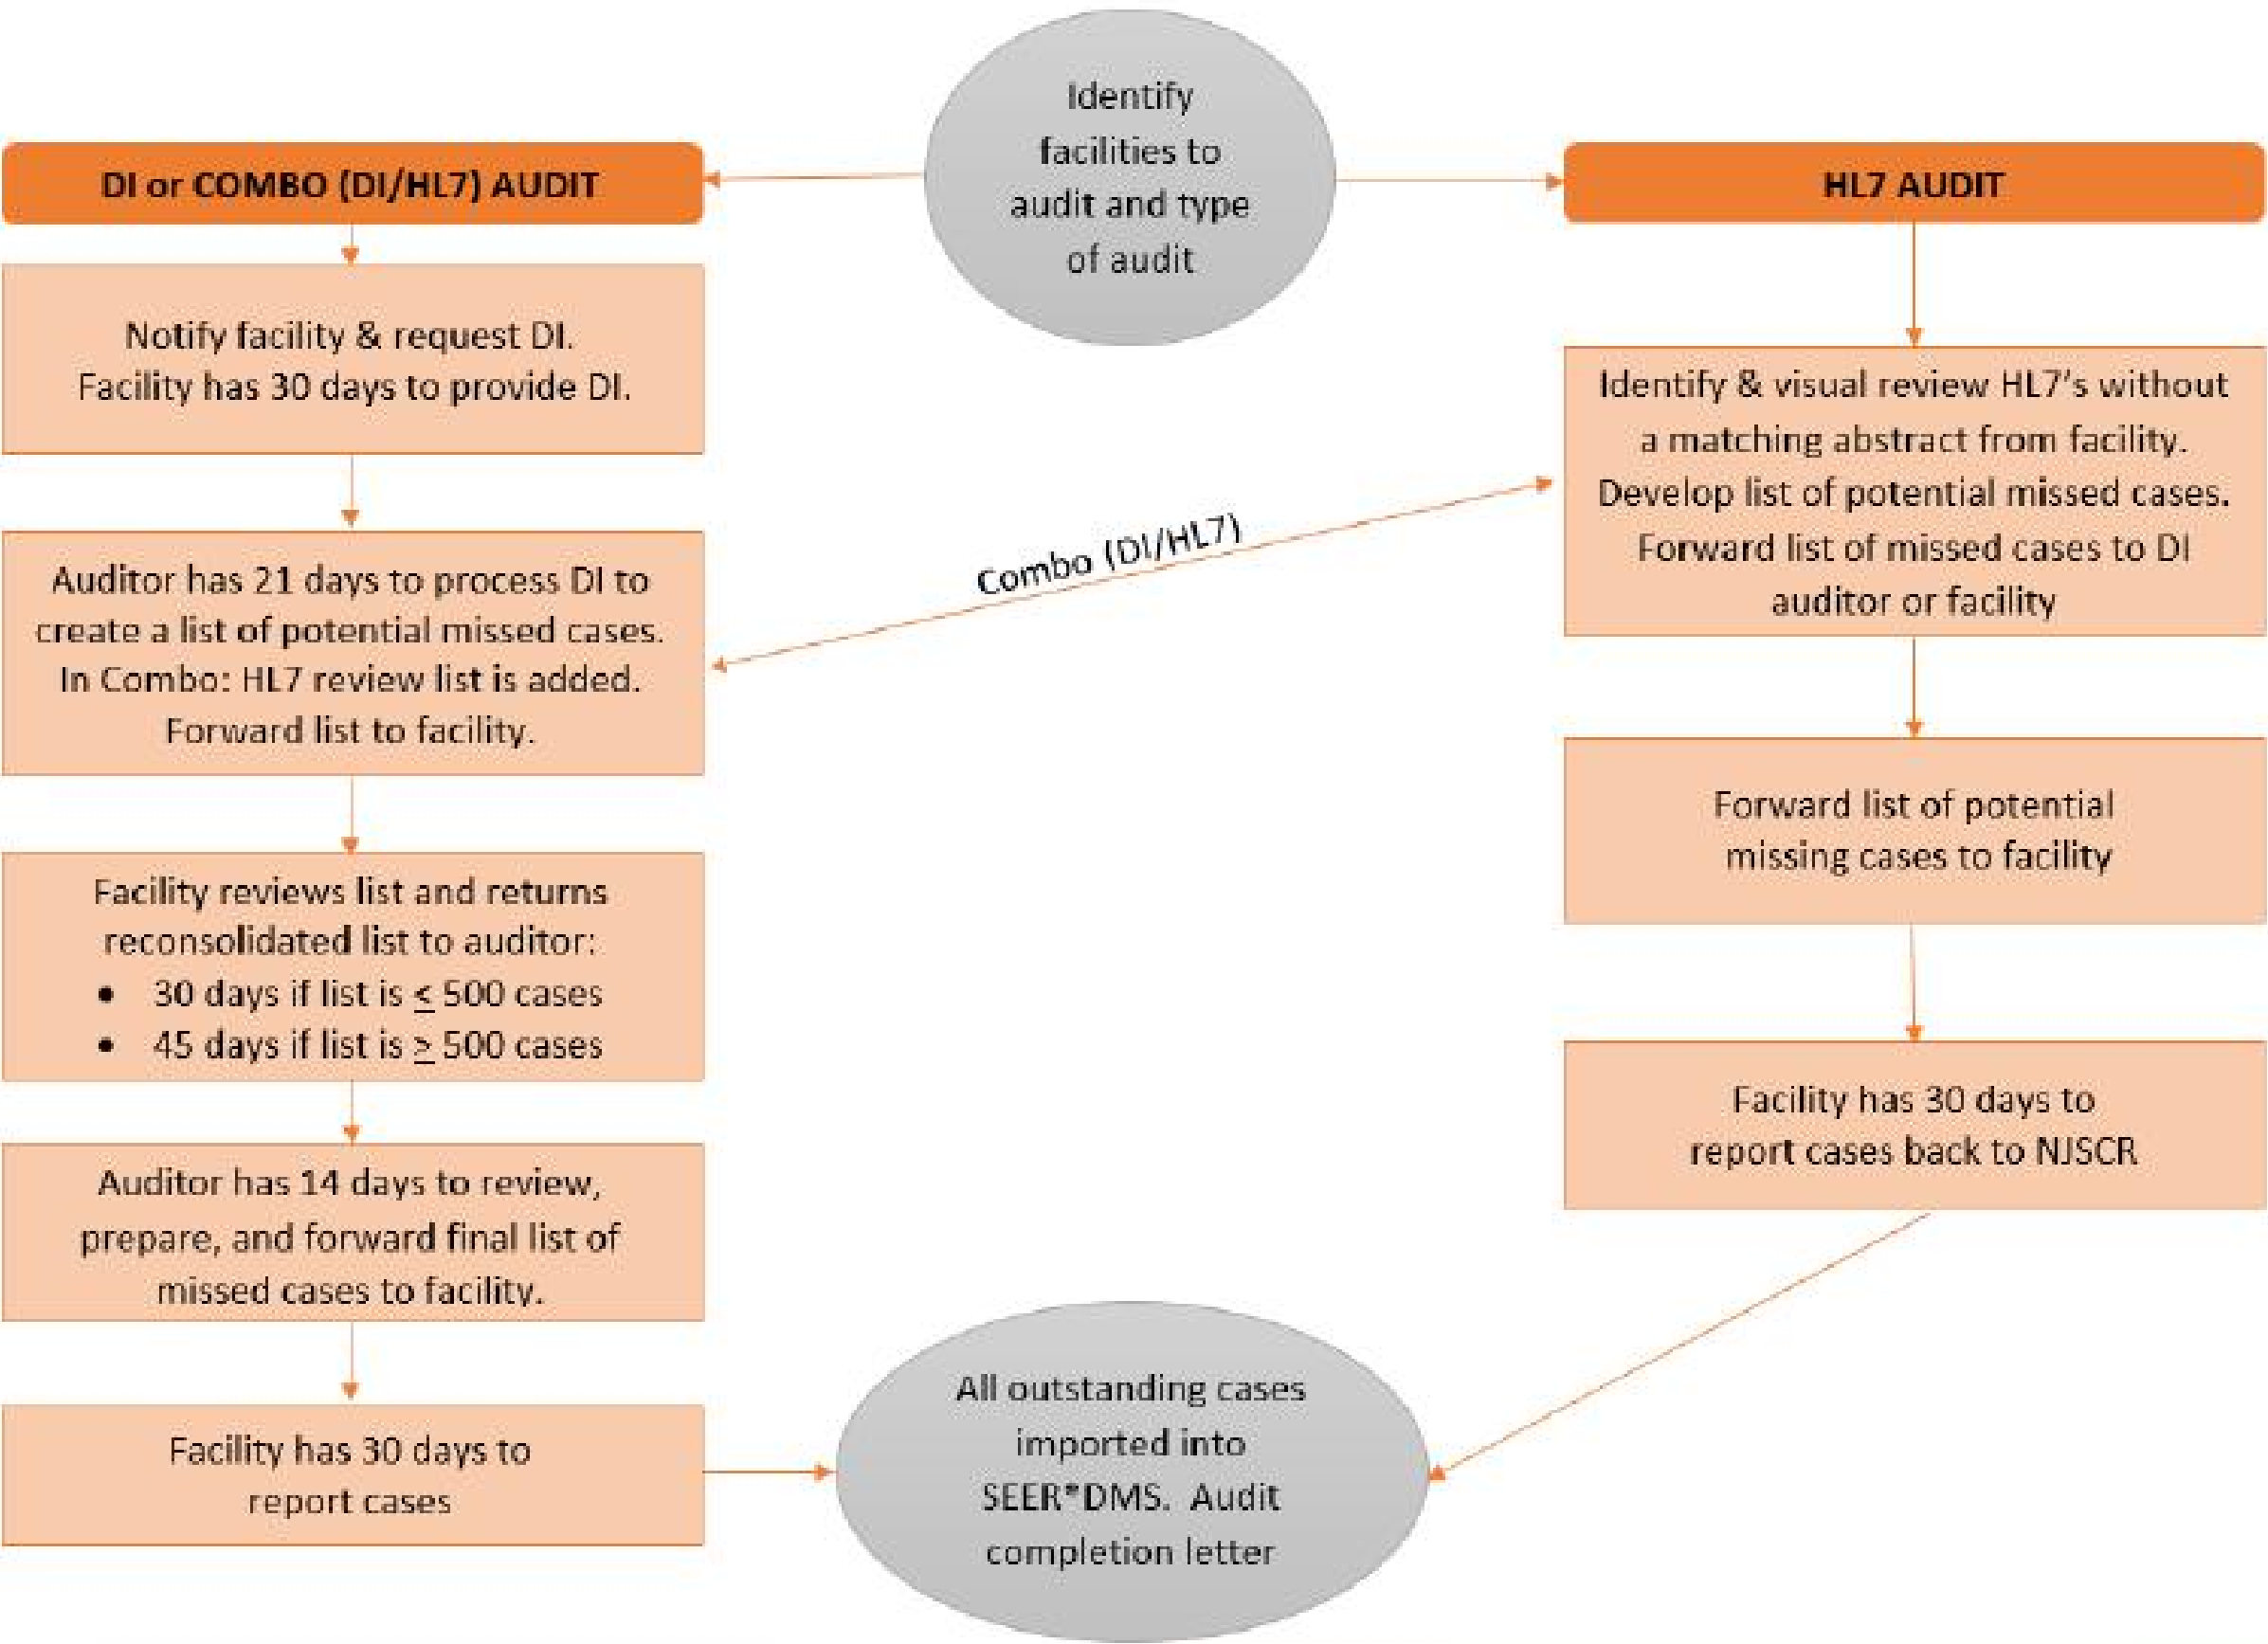 Identify
facilities to
audit and type
of audit
DI or COMBO (DI/HL7) AUDIT
Notify facility & request DI.
Facility has 30 days to provide DI.
Auditor has 21 days to process DI to
create a list of potential missed cases.
In Combo: HL7 review list is added.
Forward list to facility.
Facility reviews list and returns
reconsolidated list to auditor:
• 30 days if list is ≤ 500 cases
• 45 days if list is ≥ 500 cases
Auditor has 14 days to review,
prepare, and forward final list of
missed cases to facility.
Facility has 30 days to
report cases
Combo (DI/HL7)
HL7 AUDIT
Identify & visual review HL7's without
a matching abstract from facility.
Develop list of potential missed cases.
Forward list of missed cases to DI
auditor or facility
Forward list of potential
missing cases to facility
Facility has 30 days to
report cases back to NJSCR
All outstanding cases
imported into
SEER*DMS. Audit
completion letter